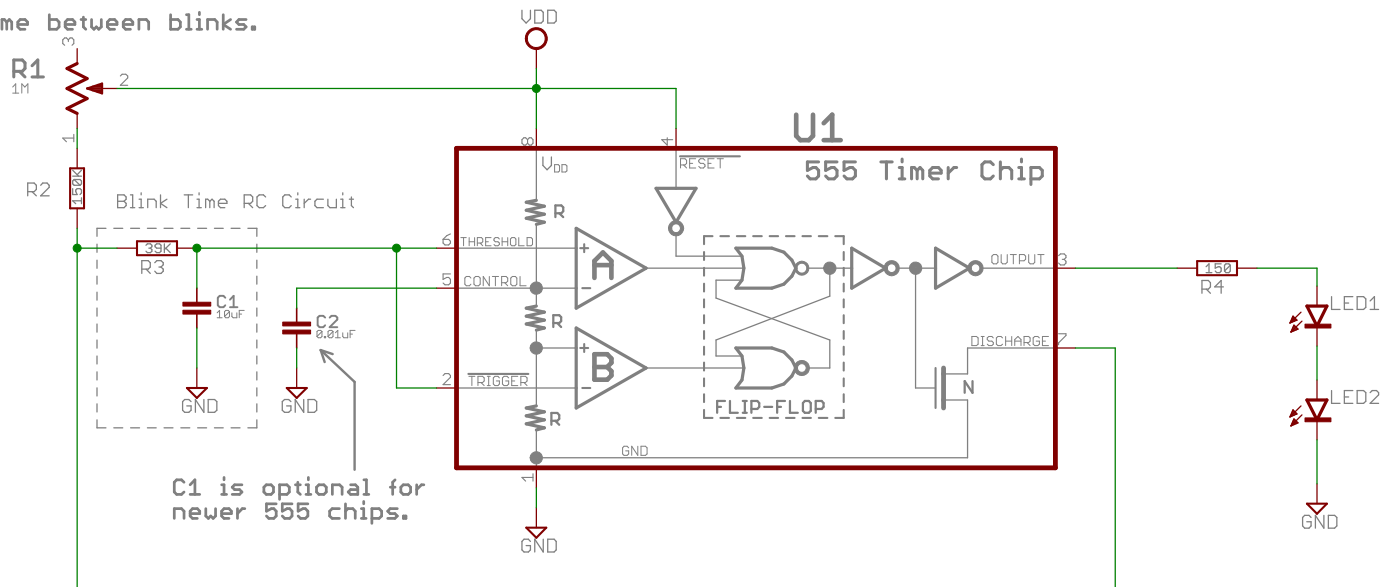 me between blinks.
VDD
3
R1
1M
2
1
8
4
U1
VDD
RESET
555 Timer Chip
R2
150K
Blink Time RC Circuit
R
39K
R3
6
THRESHOLD
+
A
-
5
CONTROL
OUTPUT
3
150
R4
C1
10uF
C2
0.01uF
R
LED1
+
B
-
DISCHARGE
7
2
TRIGGER
N
LED2
GND
GND
R
FLIP-FLOP
GND
1
C1 is optional for
newer 555 chips.
GND
GND